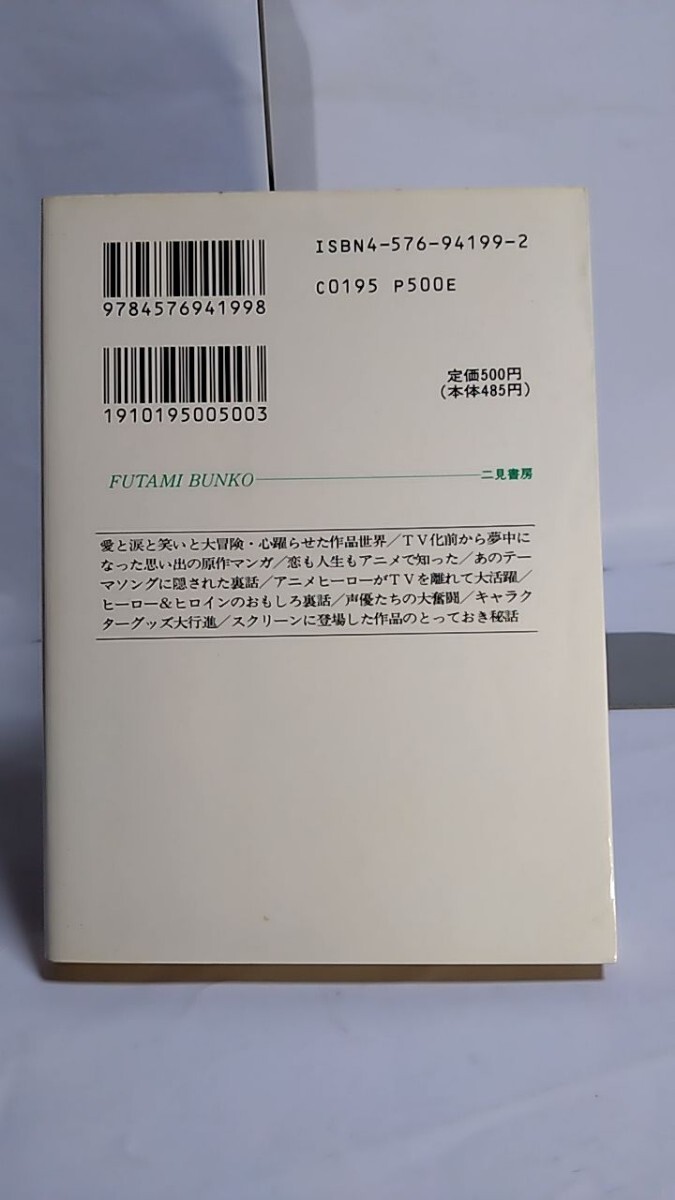 ISBN4-576-94199-2
9784576941998
C0195 P500E
1910195005003
定価500円
（本体485円）
FUTAMI BUNKO
二見書房
愛と涙と笑いと大冒険・心躍らせた作品世界／ＴＶ化前から夢中に
なった思い出の原作マンガ／恋も人生もアニメで知った／あのテー
マソングに隠された裏話／アニメヒーローがＴＶを離れて大活躍／
ヒーロー＆ヒロインのおもしろ裏話／声優たちの大奮闘／キャラク
ターグッズ大行進／スクリーンに登場した作品のとっておき秘話